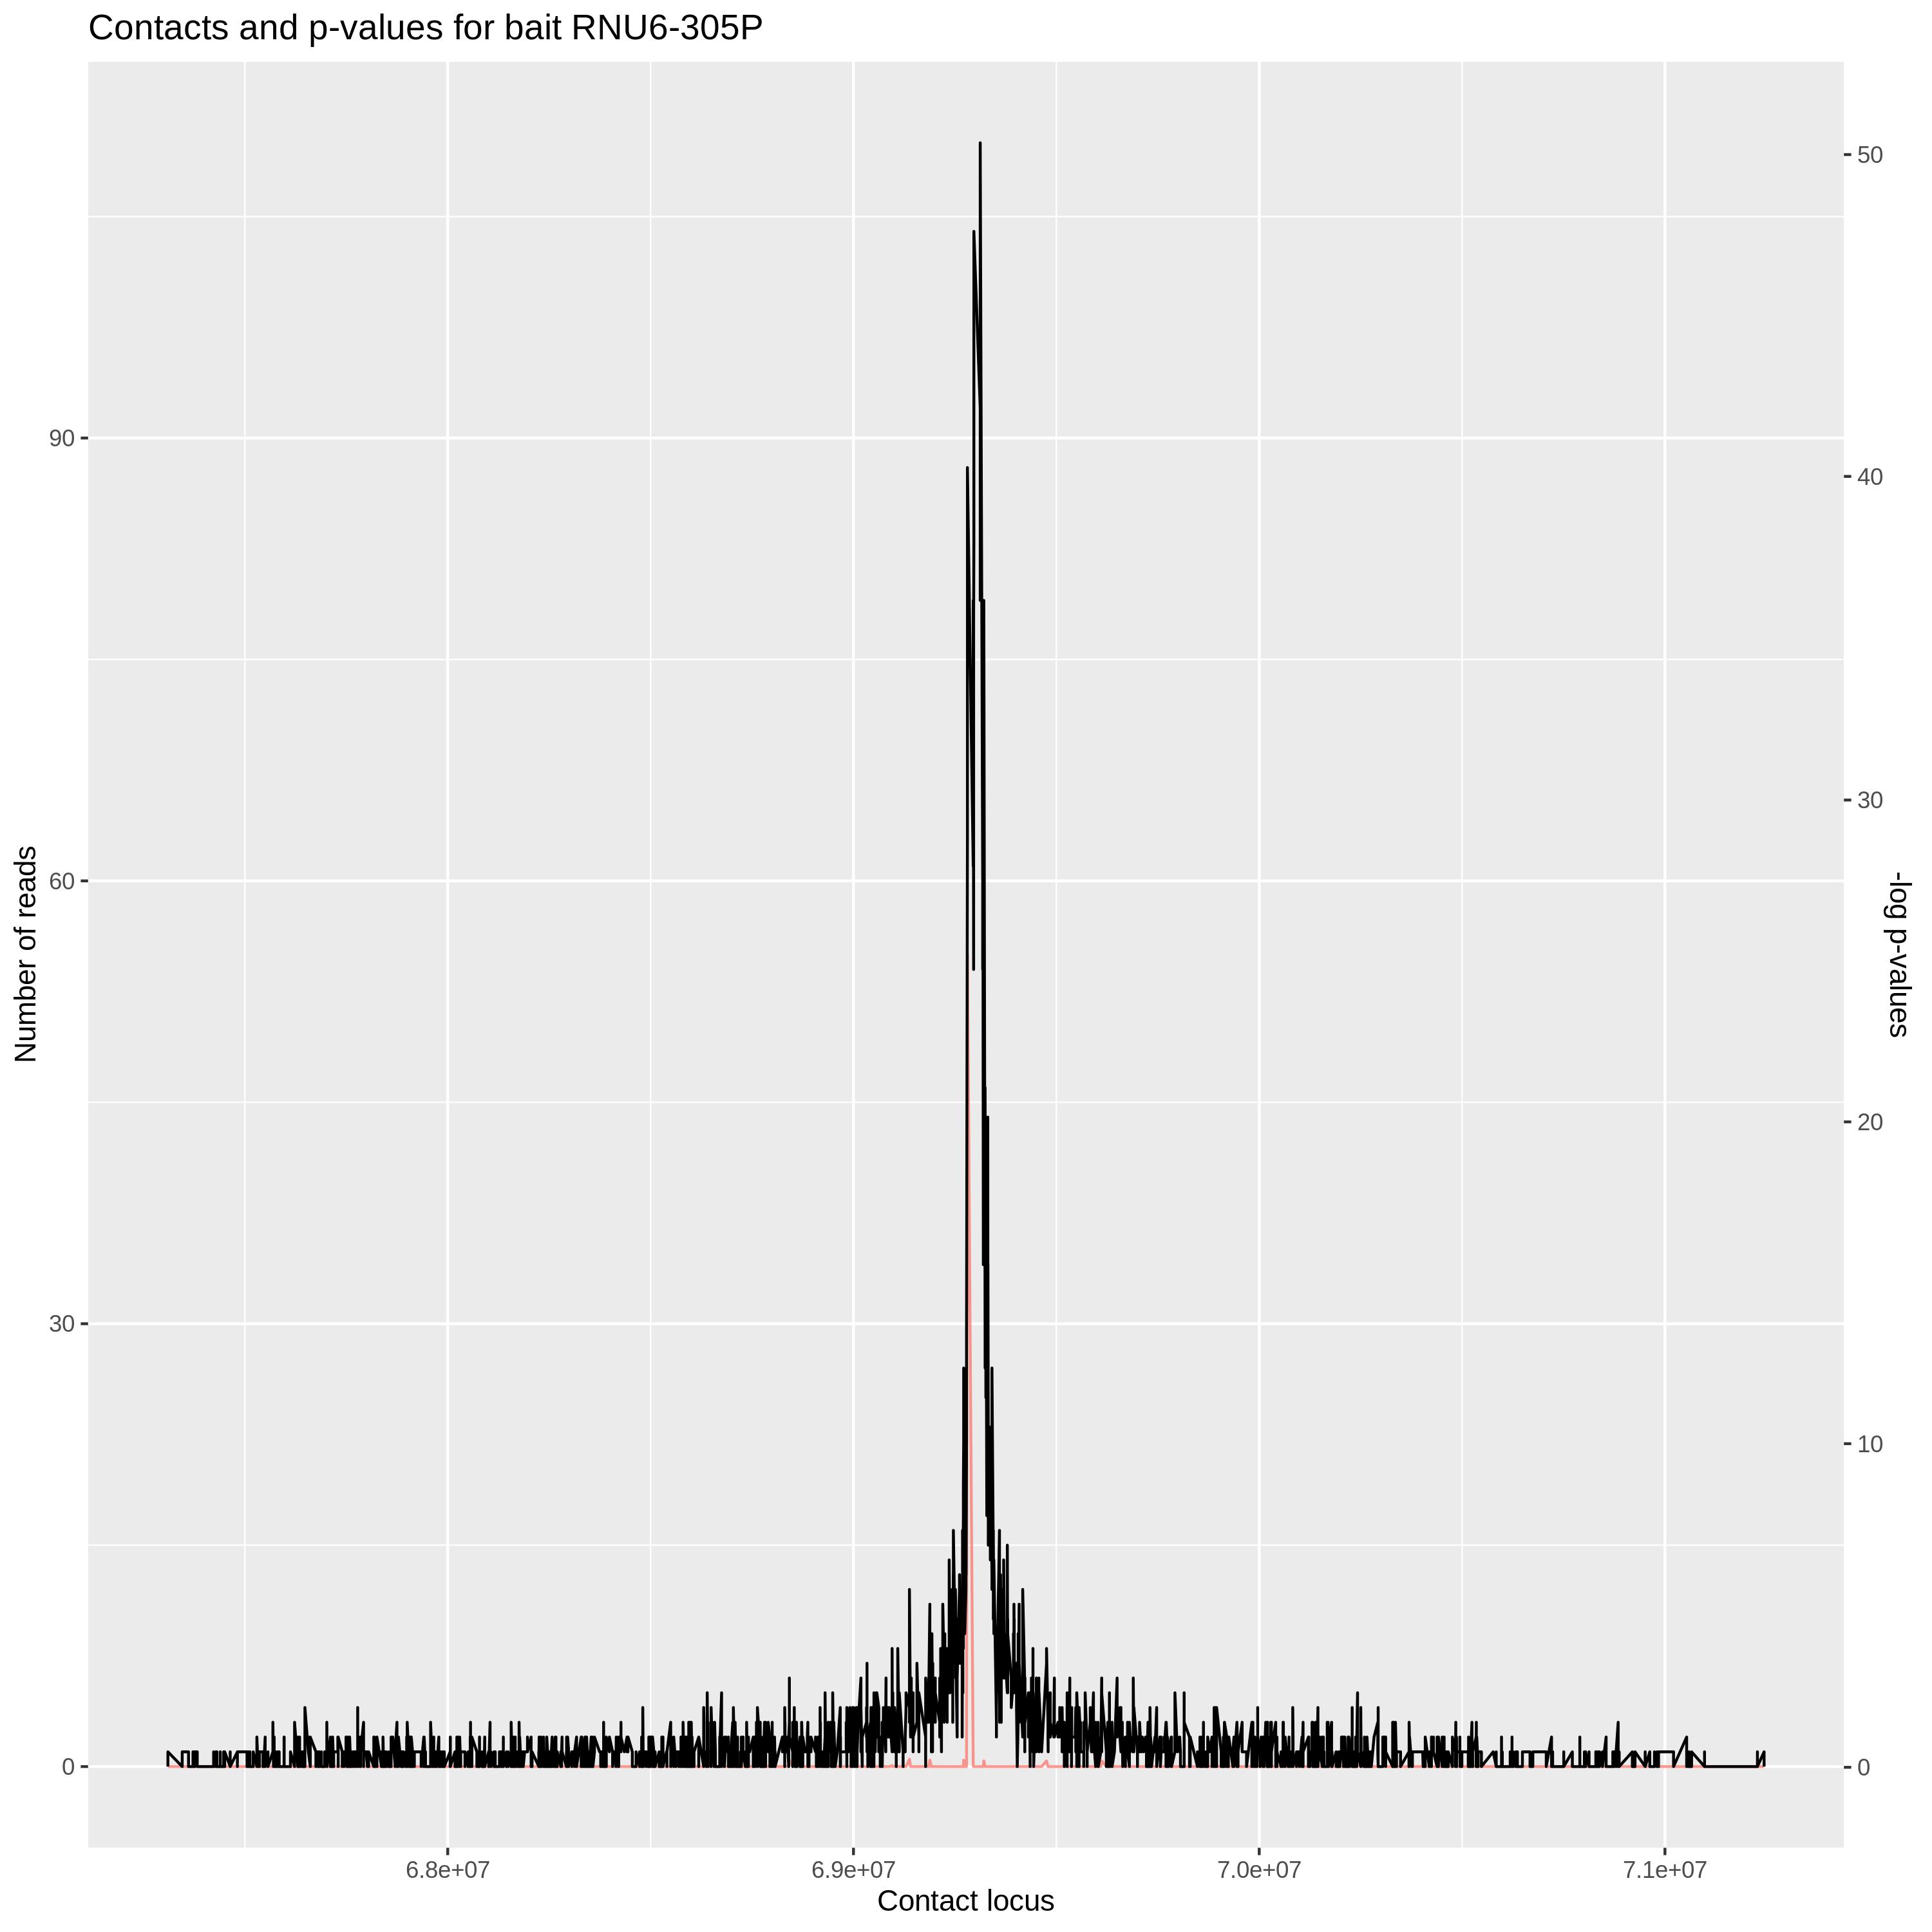 Contacts and p-values for bait RNU6-305P
50
90
40
30
60
20
30
10
0
0
Number of reads
-log p-values
6.8e+07 6.9e+07 7.0e+07 7.1e+07
Contact locus